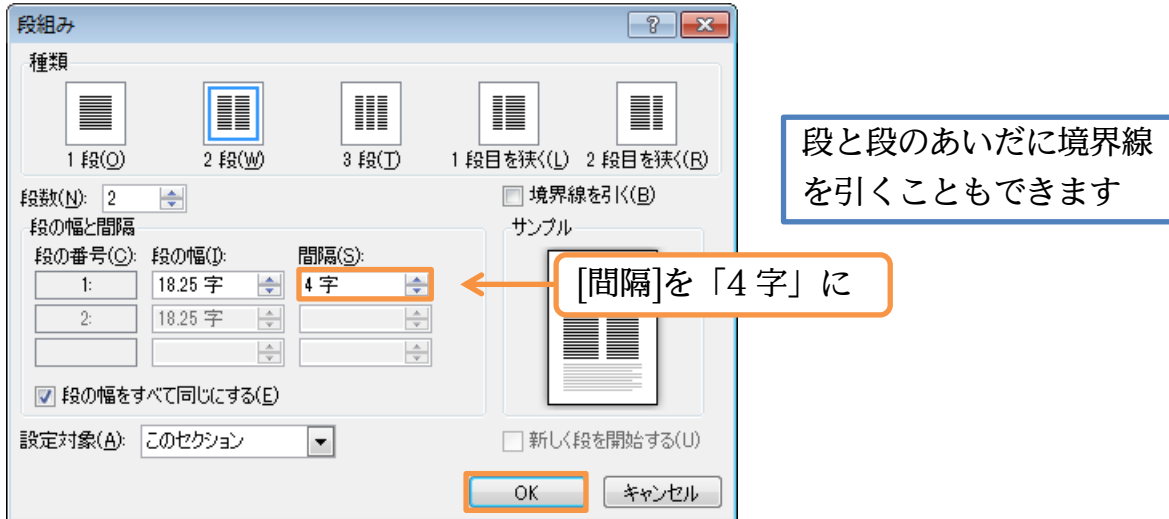 段組み
種類
1 段(O) 2 段(W) 3 段(T) 1 段目を狭く(L) 2 段目を狭く(R)
段数(N): 2
境界線を引く(B)
段の幅と間隔
段の番号(C): 段の幅(I): 間隔(S):
1: 18.25 字 4 字
2: 18.25 字
段の幅をすべて同じにする(E)
サンプル
設定対象(A): このセクション
新しく段を開始する(U)
OK キャンセル
[間隔]を「4 字」に
段と段のあいだに境界線
を引くこともできます